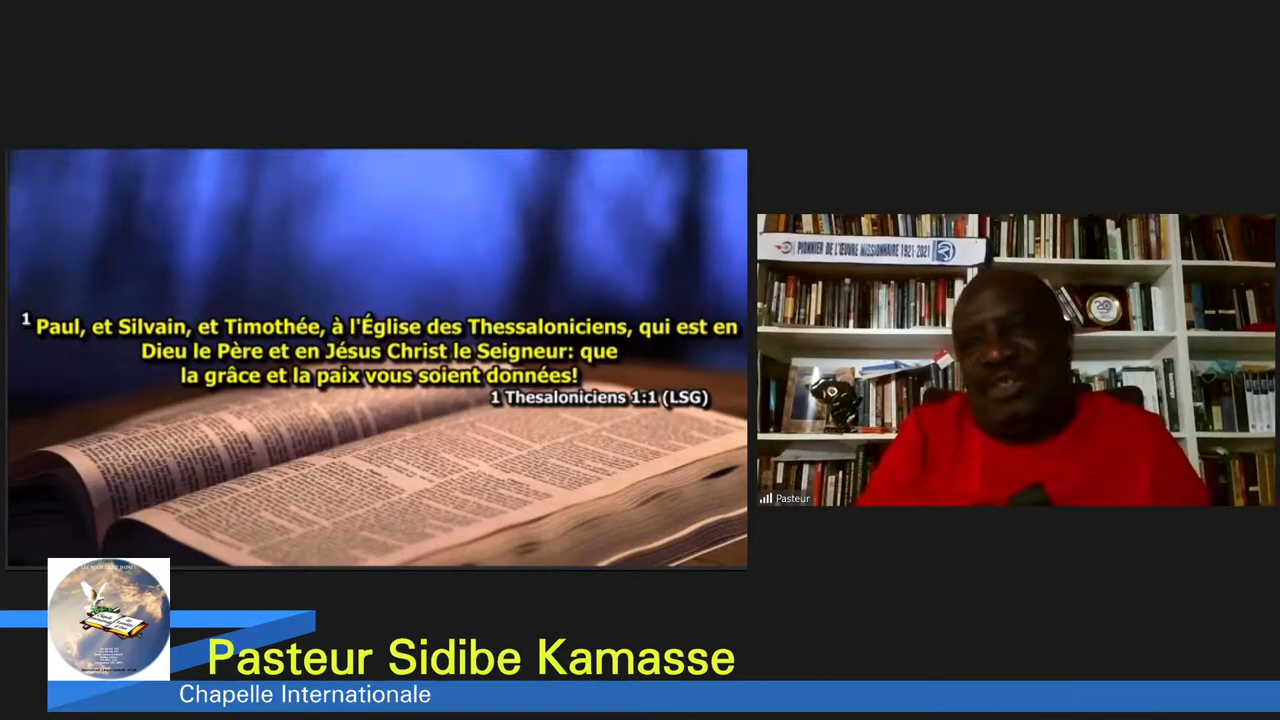 1 Paul, et Silvain, et Timothée, à l'Église des Thessaloniciens, qui est en
Dieu le Père et en Jésus Christ le Seigneur: que
la grâce et la paix vous soient données!
1 Thesaloniciens 1:1 (LSG)
PIONNIER DE L'ŒUVRE MISSIONNAIRE 1921-2021
Pasteur
Pasteur Sidibe Kamasse
Chapelle Internationale